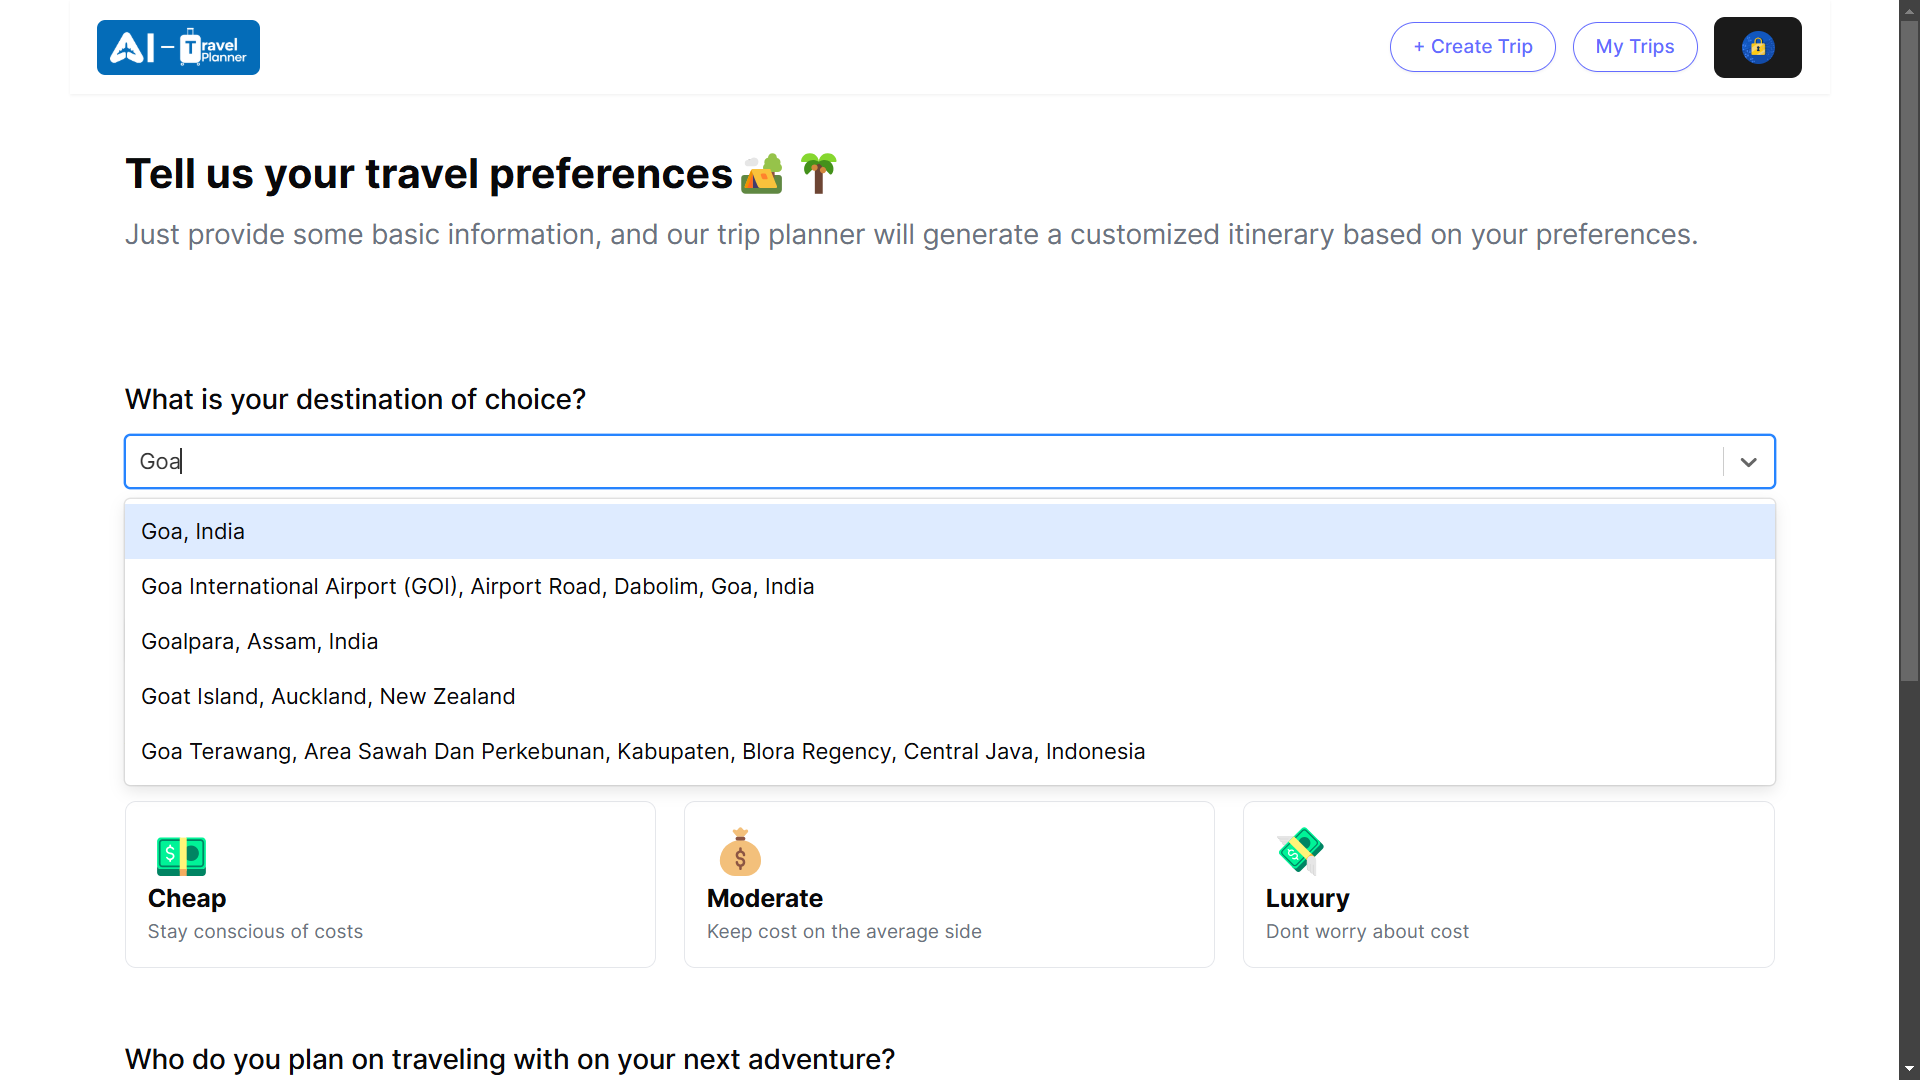 AI - Travel Planner
+ Create Trip
My Trips
Tell us your travel preferences
Just provide some basic information, and our trip planner will generate a customized itinerary based on your preferences.
What is your destination of choice?
Goa
Goa, India
Goa International Airport (GOI), Airport Road, Dabolim, Goa, India
Goalpara, Assam, India
Goat Island, Auckland, New Zealand
Goa Terawang, Area Sawah Dan Perkebunan, Kabupaten, Blora Regency, Central Java, Indonesia
Cheap
Stay conscious of costs
Moderate
Keep cost on the average side
Luxury
Dont worry about cost
Who do you plan on traveling with on your next adventure?